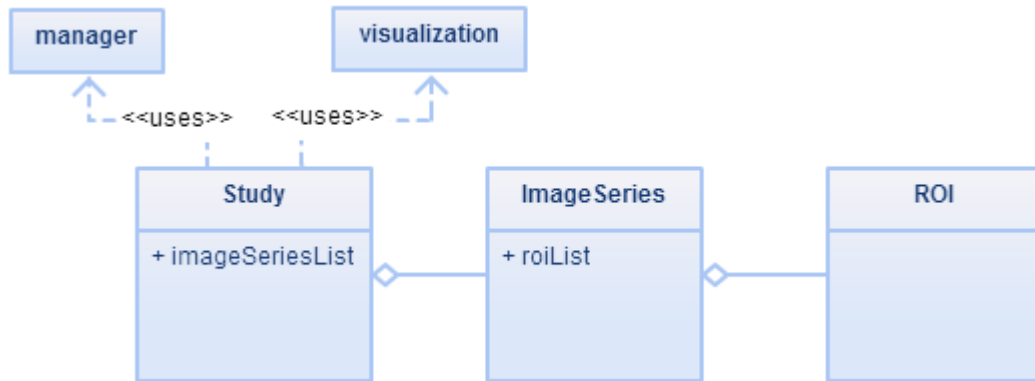 manager
visualization
<<uses>>
<<uses>>
Study
+ imageSeriesList
ImageSeries
+ roiList
ROI